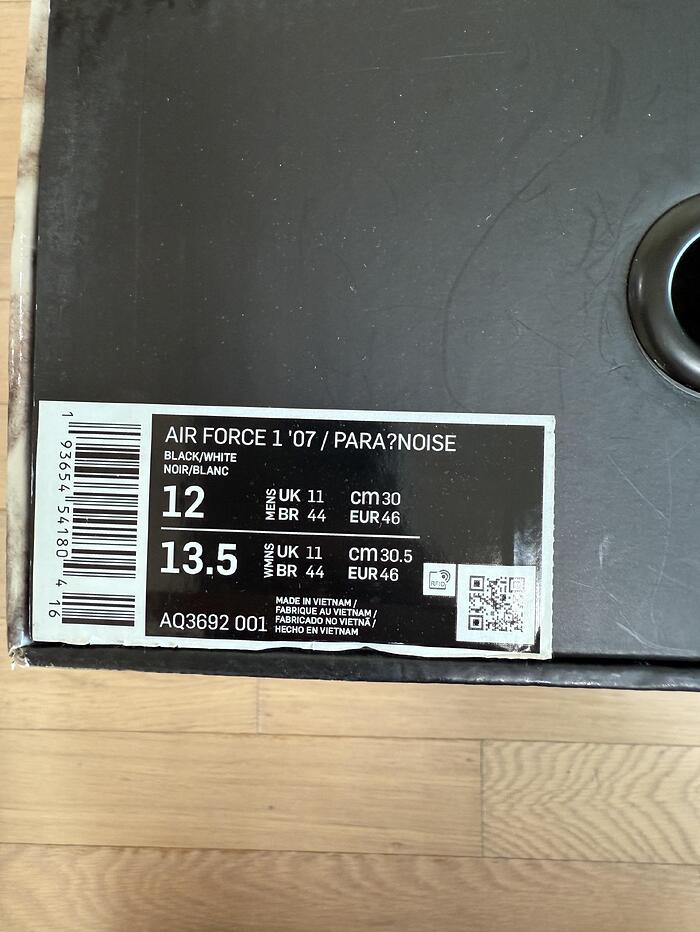 AIR FORCE 1 '07 / PARA?NOISE
BLACK/WHITE
NOIR/BLANC
12
MENS
UK 11
BR 44
cm 30
EUR 46
13.5
WMNS
UK 11
BR 44
cm 30.5
EUR 46
RFID
AQ3692 001
MADE IN VIETNAM /
FABRIQUE AU VIETNAM /
FABRICADO NO VIETNÃ /
HECHO EN VIETNAM
1 93654 54180 4 16